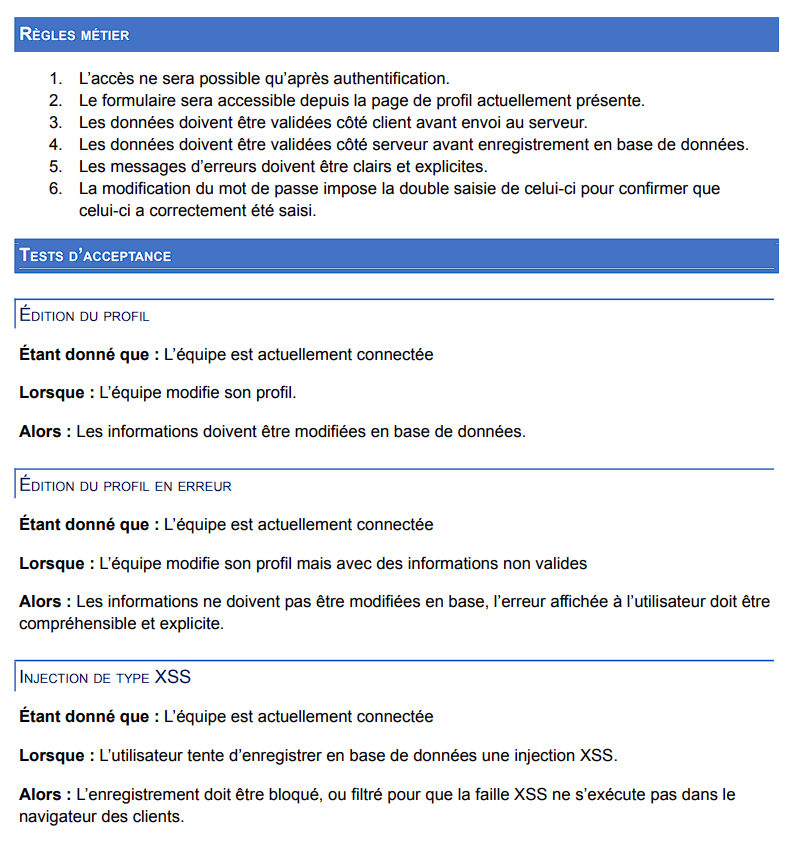 Règles métier
1. L’accès ne sera possible qu’après authentification.
2. Le formulaire sera accessible depuis la page de profil actuellement présente.
3. Les données doivent être validées côté client avant envoi au serveur.
4. Les données doivent être validées côté serveur avant enregistrement en base de données.
5. Les messages d’erreurs doivent être clairs et explicites.
6. La modification du mot de passe impose la double saisie de celui-ci pour confirmer que
celui-ci a correctement été saisi.
Tests d’acceptance
Édition du profil
Étant donné que : L’équipe est actuellement connectée
Lorsque : L’équipe modifie son profil.
Alors : Les informations doivent être modifiées en base de données.
Édition du profil en erreur
Étant donné que : L’équipe est actuellement connectée
Lorsque : L’équipe modifie son profil mais avec des informations non valides
Alors : Les informations ne doivent pas être modifiées en base, l’erreur affichée à l’utilisateur doit être
compréhensible et explicite.
Injection de type XSS
Étant donné que : L’équipe est actuellement connectée
Lorsque : L’utilisateur tente d’enregistrer en base de données une injection XSS.
Alors : L’enregistrement doit être bloqué, ou filtré pour que la faille XSS ne s’exécute pas dans le
navigateur des clients.